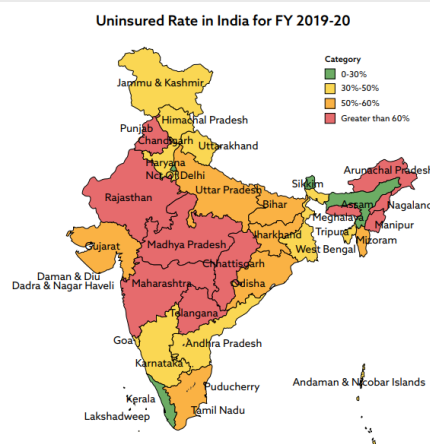 Uninsured Rate in India for FY 2019-20
Category
0-30%
30%-50%
50%-60%
Greater than 60%
Jammu & Kashmir
Himachal Pradesh
Punjab
Chandigarh
Uttarakhand
Haryana
Nct Of Delhi
Arunachal Pradesh
Sikkim
Uttar Pradesh
Rajasthan
Assam
Nagaland
Bihar
Meghalaya
Manipur
Tripura
Jharkhand
Mizoram
West Bengal
Gujarat
Madhya Pradesh
Chhattisgarh
Daman & Diu
Dadra & Nagar Haveli
Maharashtra
Odisha
Telangana
Goa
Andhra Pradesh
Karnataka
Andaman & Nicobar Islands
Puducherry
Kerala
Tamil Nadu
Lakshadweep